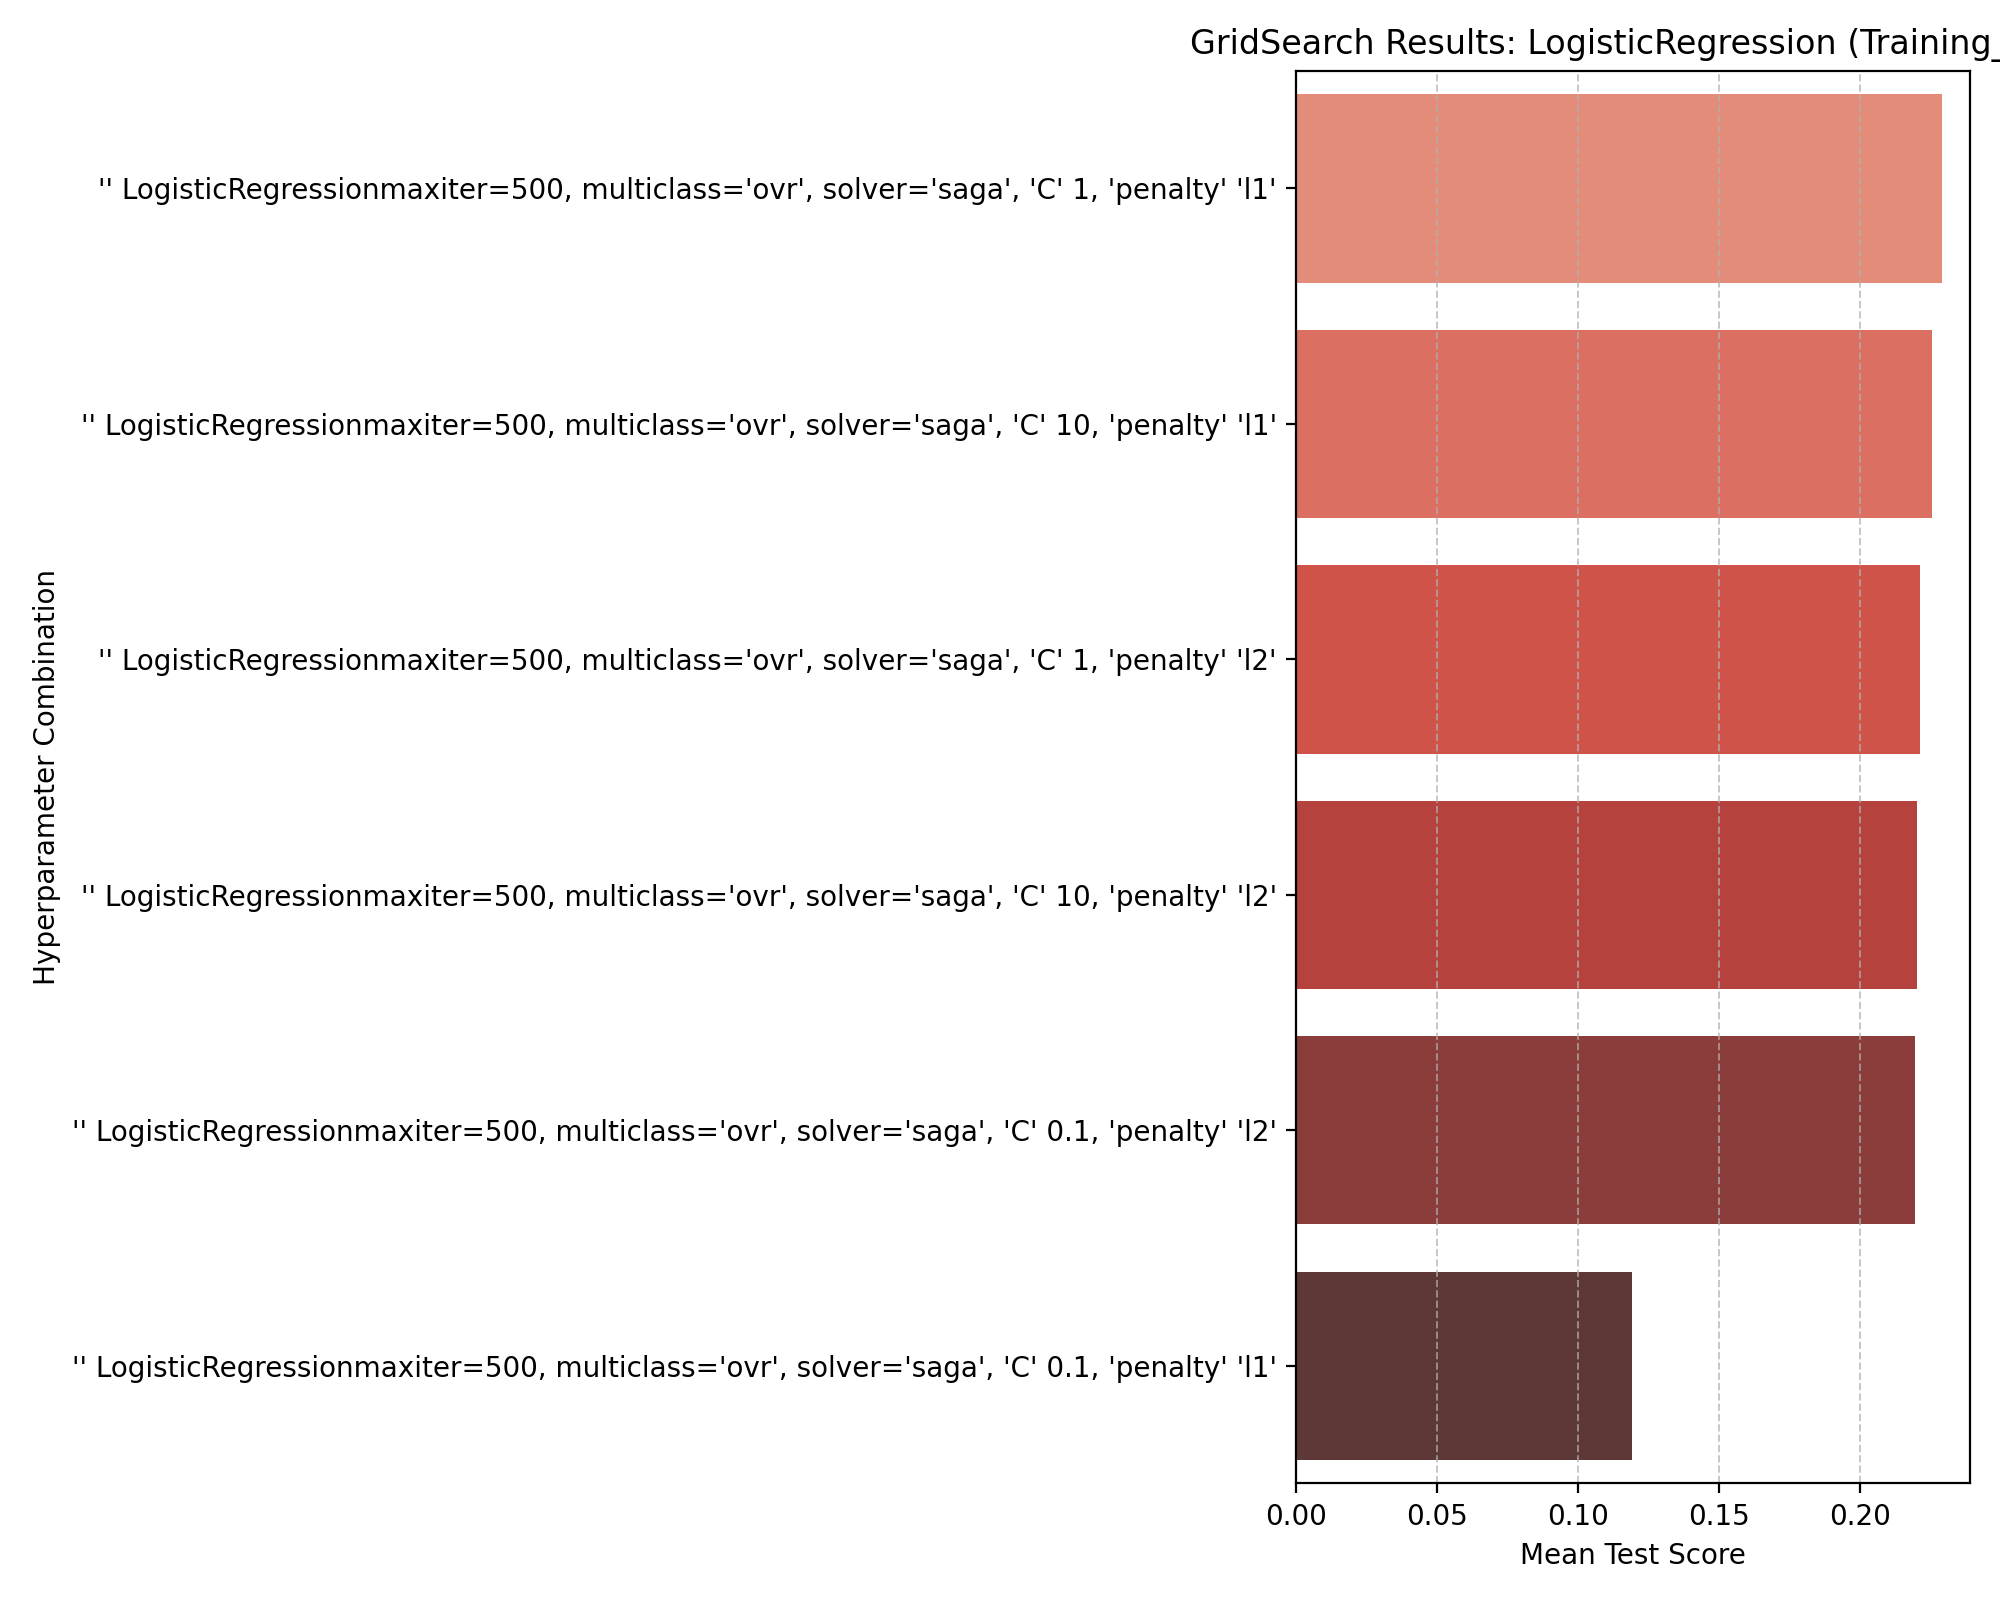 GridSearch Results: LogisticRegression (Training_
'' LogisticRegressionmaxiter=500, multiclass='ovr', solver='saga', 'C' 1, 'penalty' 'l1'
'' LogisticRegressionmaxiter=500, multiclass='ovr', solver='saga', 'C' 10, 'penalty' 'l1'
'' LogisticRegressionmaxiter=500, multiclass='ovr', solver='saga', 'C' 1, 'penalty' 'l2'
'' LogisticRegressionmaxiter=500, multiclass='ovr', solver='saga', 'C' 10, 'penalty' 'l2'
'' LogisticRegressionmaxiter=500, multiclass='ovr', solver='saga', 'C' 0.1, 'penalty' 'l2'
'' LogisticRegressionmaxiter=500, multiclass='ovr', solver='saga', 'C' 0.1, 'penalty' 'l1'
Hyperparameter Combination
0.00 0.05 0.10 0.15 0.20
Mean Test Score